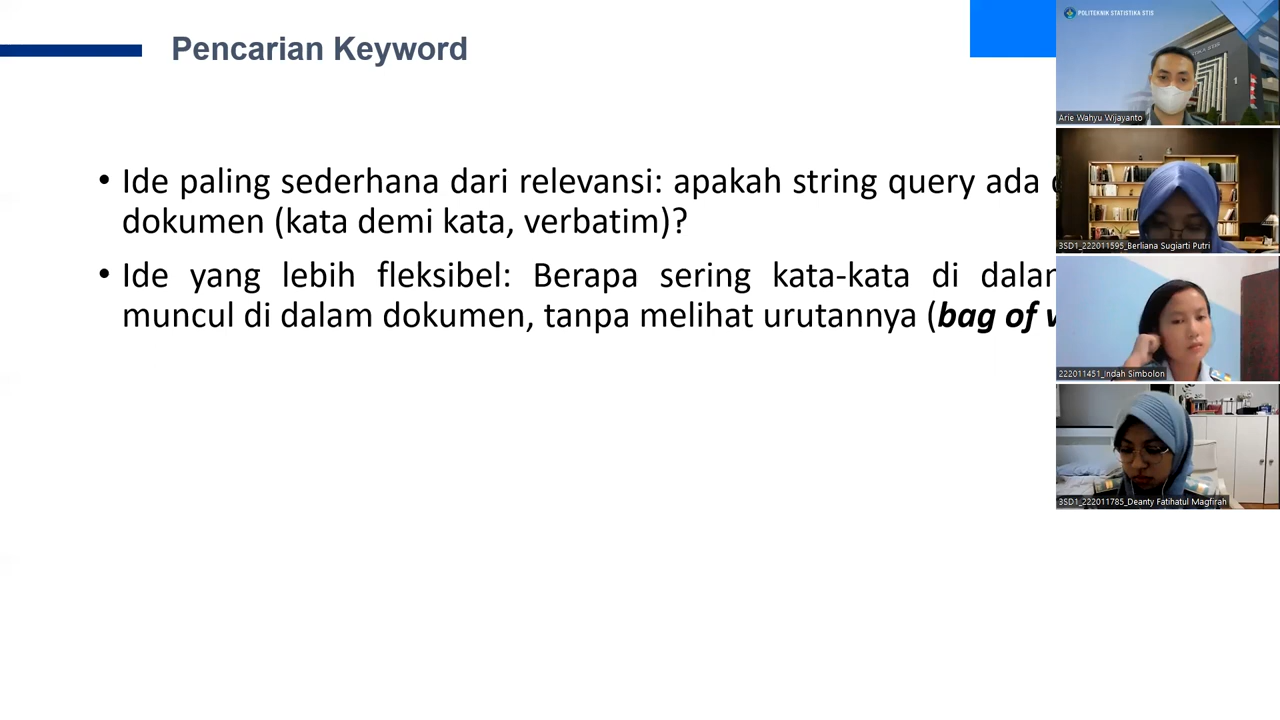 Pencarian Keyword
• Ide paling sederhana dari relevansi: apakah string query ada
dokumen (kata demi kata, verbatim)?
• Ide yang lebih fleksibel: Berapa sering kata-kata di
muncul di dalam dokumen, tanpa melihat urutannya (bag of
POLITEKNIK STATISTIKA STIS
Arie Wahyu Wijayanto
3SD1_222011595_Berliana Sugiarti Putri
222011451_Indah Simbolon
3SD1_222011785_Deanty Fatihatul Magfirah